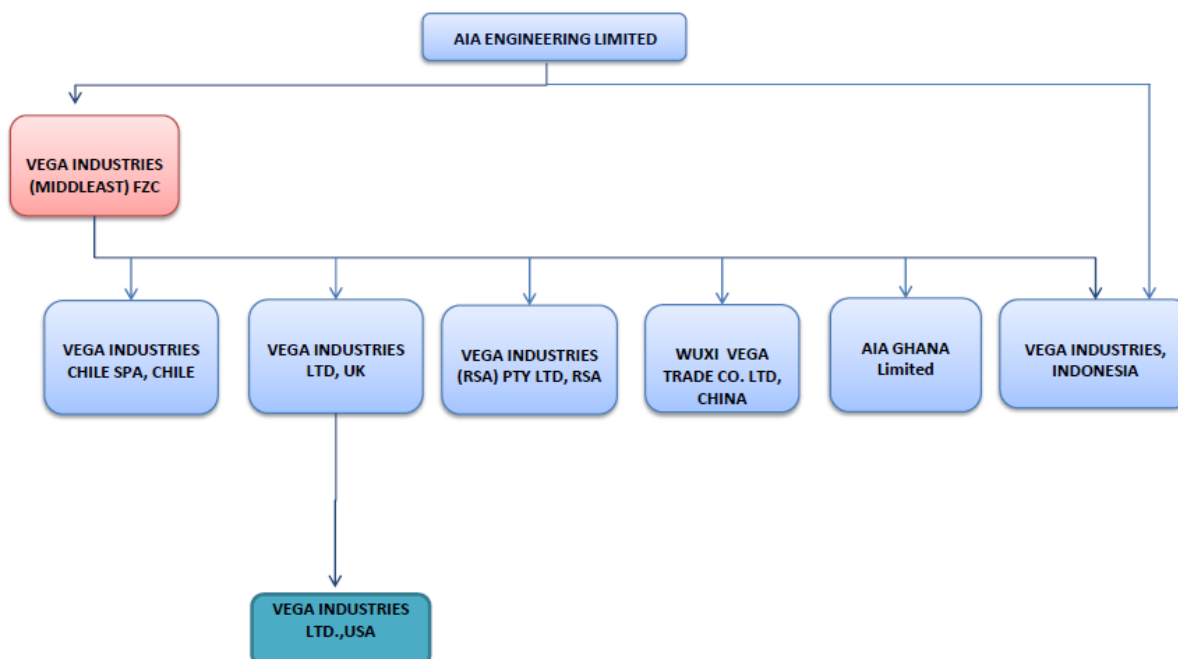 AIA ENGINEERING LIMITED
VEGA INDUSTRIES
(MIDDLEAST) FZC
VEGA INDUSTRIES
CHILE SPA, CHILE
VEGA INDUSTRIES
LTD, UK
VEGA INDUSTRIES
(RSA) PTY LTD, RSA
WUXI VEGA
TRADE CO. LTD,
CHINA
AIA GHANA
Limited
VEGA INDUSTRIES,
INDONESIA
VEGA INDUSTRIES
LTD.,USA